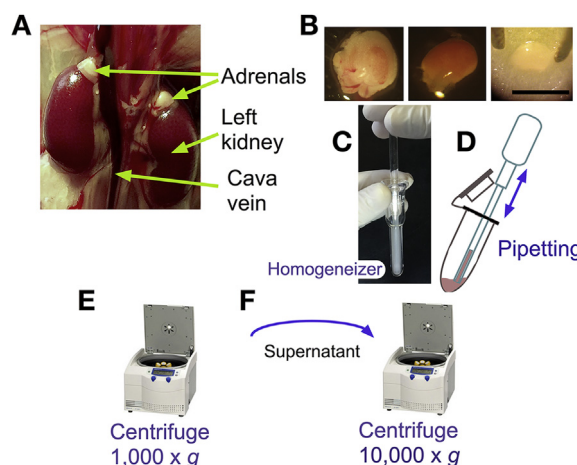 A
Adrenals
Left
kidney
Cava
vein
B
C
Homogeneizer
D
Pipetting
E
Centrifuge
1,000 x g
F
Supernatant
Centrifuge
10,000 x g